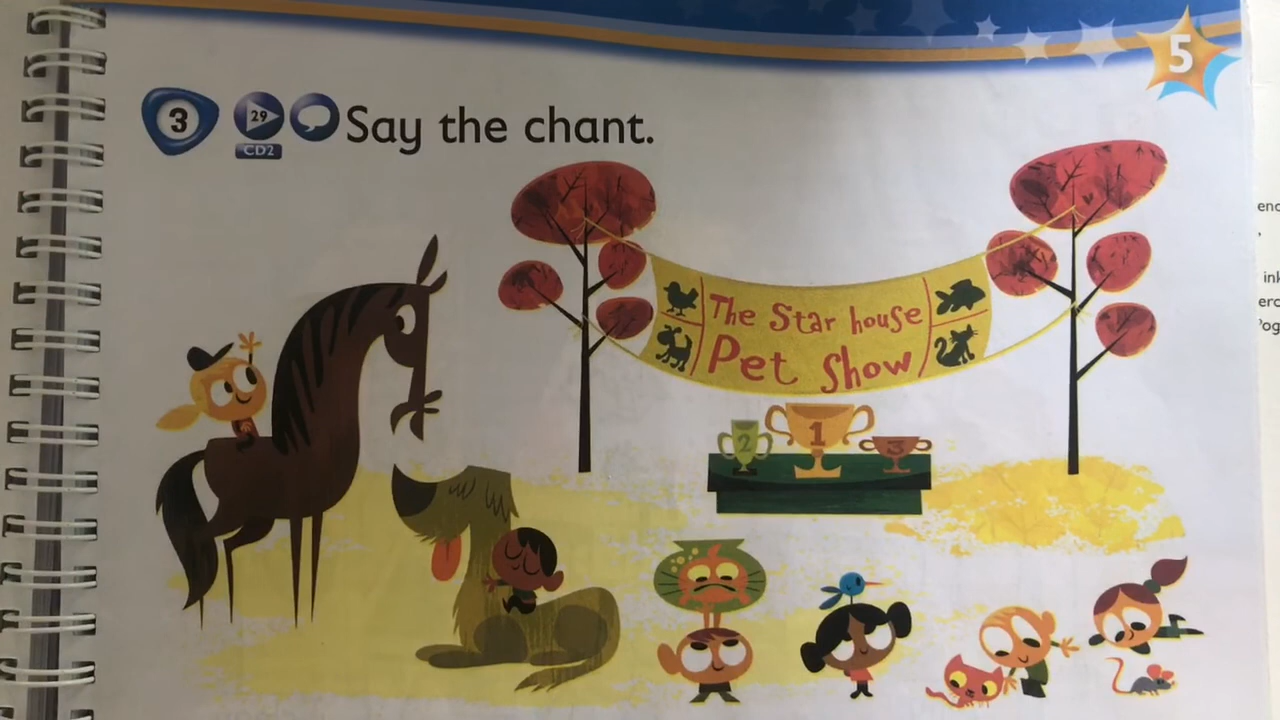 5
3 29 Say the chant.
CD2
The Star house
Pet Show
2 1 3